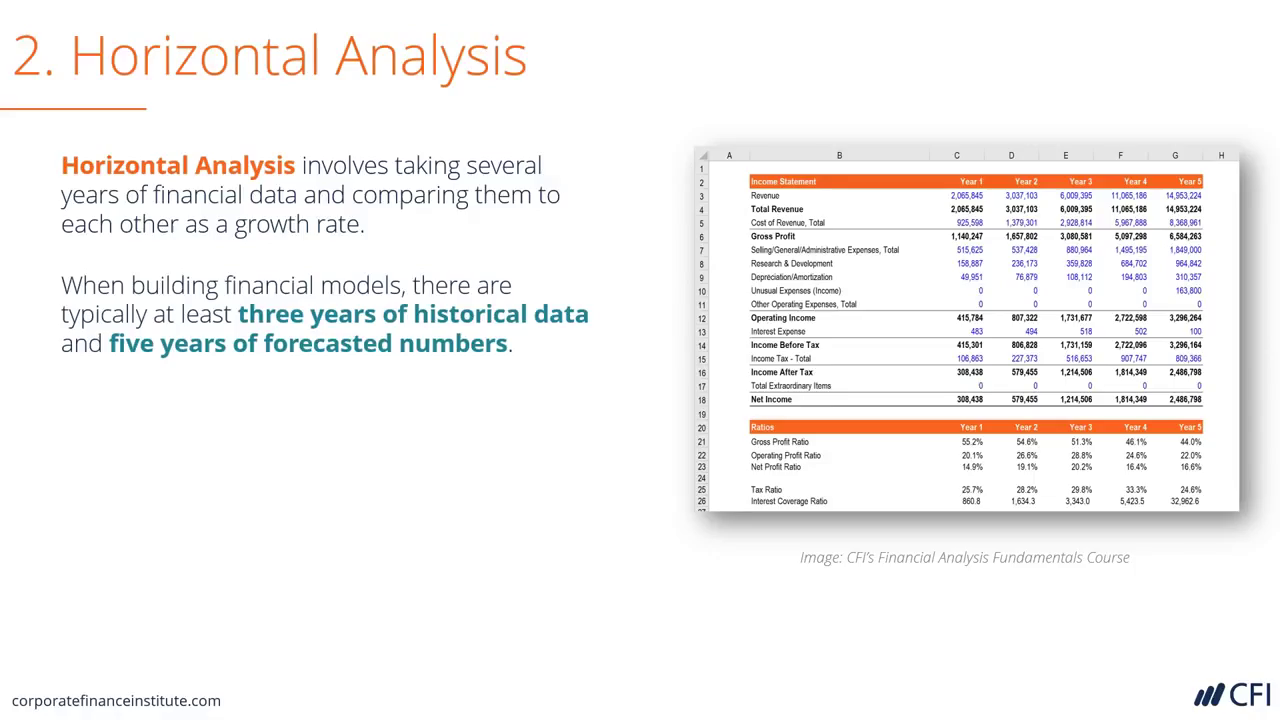 2. Horizontal Analysis
Horizontal Analysis involves taking several
years of financial data and comparing them to
each other as a growth rate.
When building financial models, there are
typically at least three years of historical data
and five years of forecasted numbers.
A B C D E F G H
1
2 Income Statement Year 1 Year 2 Year 3 Year 4 Year 5
3 Revenue 2,065,845 3,037,103 6,009,395 11,065,186 14,953,224
4 Total Revenue 2,065,845 3,037,103 6,009,395 11,065,186 14,953,224
5 Cost of Revenue, Total 925,598 1,379,301 2,928,814 5,967,888 8,368,961
6 Gross Profit 1,140,247 1,657,802 3,080,581 5,097,298 6,584,263
7 Selling/General/Administrative Expenses, Total 515,625 537,428 880,964 1,495,195 1,849,000
8 Research & Development 158,887 236,173 359,828 684,702 964,842
9 Depreciation/Amortization 49,951 76,879 108,112 194,803 310,357
10 Unusual Expenses (Income) 0 0 0 0 163,800
11 Other Operating Expenses, Total 0 0 0 0 0
12 Operating Income 415,784 807,322 1,731,677 2,722,598 3,296,264
13 Interest Expense 483 494 518 502 100
14 Income Before Tax 415,301 806,828 1,731,159 2,722,096 3,296,164
15 Income Tax - Total 106,863 227,373 516,653 907,747 809,366
16 Income After Tax 308,438 579,455 1,214,506 1,814,349 2,486,798
17 Total Extraordinary Items 0 0 0 0 0
18 Net Income 308,438 579,455 1,214,506 1,814,349 2,486,798
19
20 Ratios Year 1 Year 2 Year 3 Year 4 Year 5
21 Gross Profit Ratio 55.2% 54.6% 51.3% 46.1% 44.0%
22 Operating Profit Ratio 20.1% 26.6% 28.8% 24.6% 22.0%
23 Net Profit Ratio 14.9% 19.1% 20.2% 16.4% 16.6%
24
25 Tax Ratio 25.7% 28.2% 29.8% 33.3% 24.6%
26 Interest Coverage Ratio 860.8 1,634.3 3,343.0 5,423.5 32,962.6
Image: CFI's Financial Analysis Fundamentals Course
corporatefinanceinstitute.com
CFI